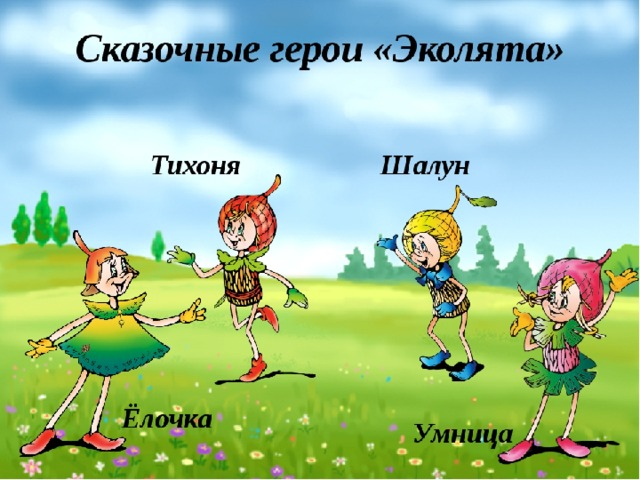 Сказочные герои «Эколята»
Тихоня
Шалун
Ёлочка
Умница